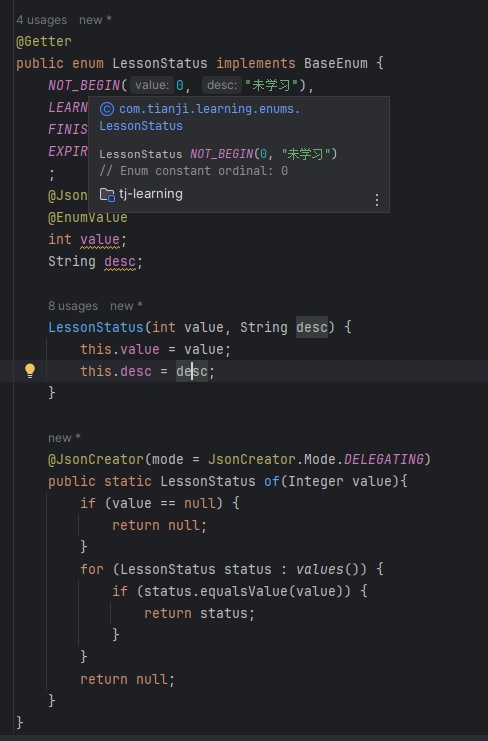 4 usages   new *
@Getter
public enum LessonStatus implements BaseEnum {
NOT_BEGIN( value: 0,  desc: "未学习"),
LEARN
FINIS
EXPIR
;
@Json
@EnumValue
int value;
String desc;
com.tianji.learning.enums.
LessonStatus
LessonStatus NOT_BEGIN(0, "未学习")
// Enum constant ordinal: 0
tj-learning
8 usages   new *
LessonStatus(int value, String desc) {
this.value = value;
this.desc = desc;
}
new *
@JsonCreator(mode = JsonCreator.Mode.DELEGATING)
public static LessonStatus of(Integer value){
if (value == null) {
return null;
}
for (LessonStatus status : values()) {
if (status.equalsValue(value)) {
return status;
}
}
return null;
}
}